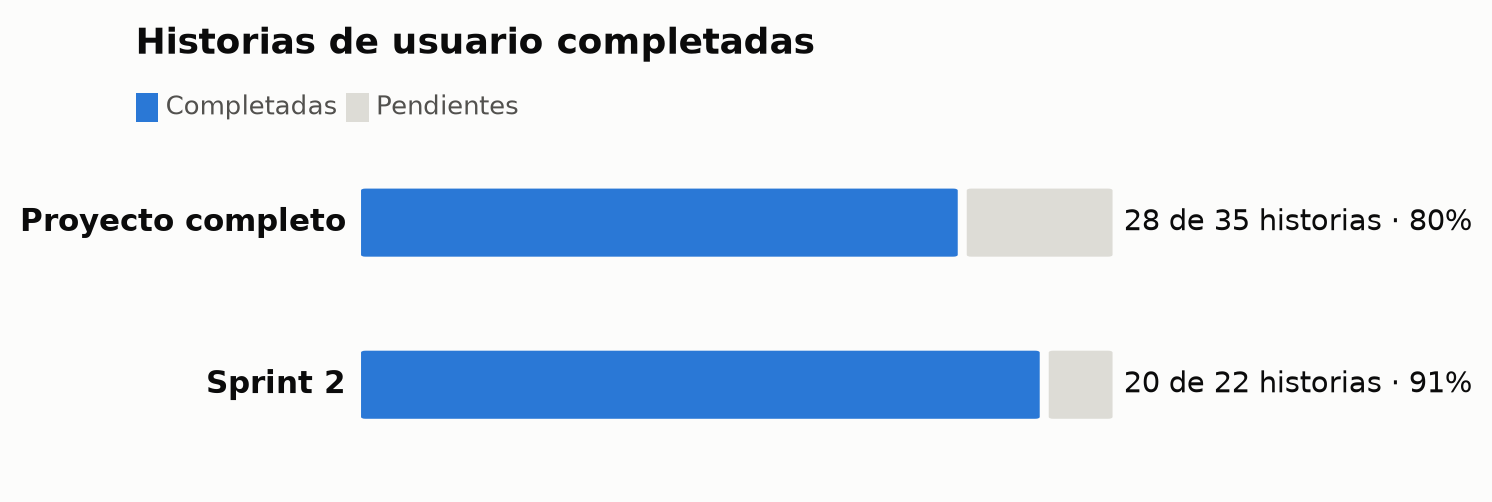 Historias de usuario completadas
Completadas Pendientes
Proyecto completo 28 de 35 historias · 80%
Sprint 2 20 de 22 historias · 91%